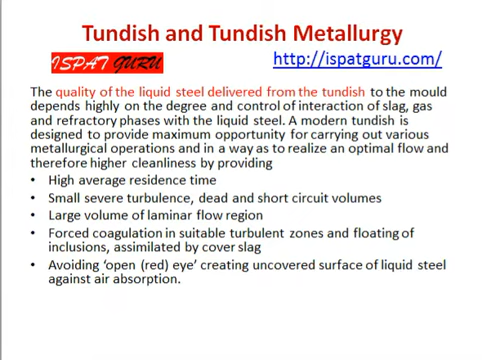 Tundish and Tundish Metallurgy
ISPAT GURU
http://ispatguru.com/
The quality of the liquid steel delivered from the tundish to the mould
depends highly on the degree and control of interaction of slag, gas
and refractory phases with the liquid steel. A modern tundish is
designed to provide maximum opportunity for carrying out various
metallurgical operations and in a way as to realize an optimal flow and
therefore higher cleanliness by providing
• High average residence time
• Small severe turbulence, dead and short circuit volumes
• Large volume of laminar flow region
• Forced coagulation in suitable turbulent zones and floating of
inclusions, assimilated by cover slag
• Avoiding ‘open (red) eye’ creating uncovered surface of liquid steel
against air absorption.